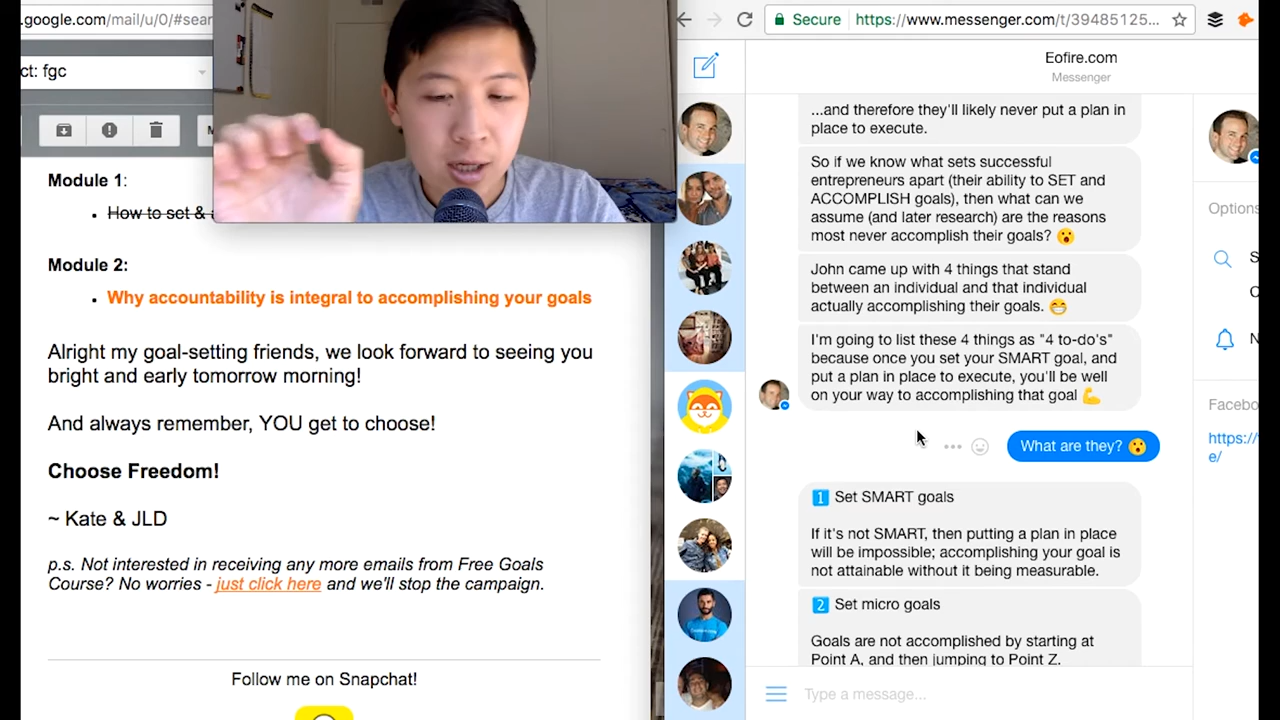 .google.com/mail/u/0/#sear
ct: fgc
Module 1:
How to set & a
Module 2:
Why accountability is integral to accomplishing your goals
Alright my goal-setting friends, we look forward to seeing you
bright and early tomorrow morning!
And always remember, YOU get to choose!
Choose Freedom!
~ Kate & JLD
p.s. Not interested in receiving any more emails from Free Goals
Course? No worries - just click here and we'll stop the campaign.
Follow me on Snapchat!
Secure https://www.messenger.com/t/39485125...
Eofire.com
Messenger
...and therefore they'll likely never put a plan in
place to execute.
So if we know what sets successful
entrepreneurs apart (their ability to SET and
ACCOMPLISH goals), then what can we
assume (and later research) are the reasons
most never accomplish their goals? 😮
John came up with 4 things that stand
between an individual and that individual
actually accomplishing their goals. 😁
I'm going to list these 4 things as "4 to-do's"
because once you set your SMART goal, and
put a plan in place to execute, you'll be well
on your way to accomplishing that goal 💪
What are they? 😮
1 Set SMART goals
If it's not SMART, then putting a plan in place
will be impossible; accomplishing your goal is
not attainable without it being measurable.
2 Set micro goals
Goals are not accomplished by starting at
Point A, and then jumping to Point Z.
Type a message...
Options
S
C
N
Facebo
https://
e/